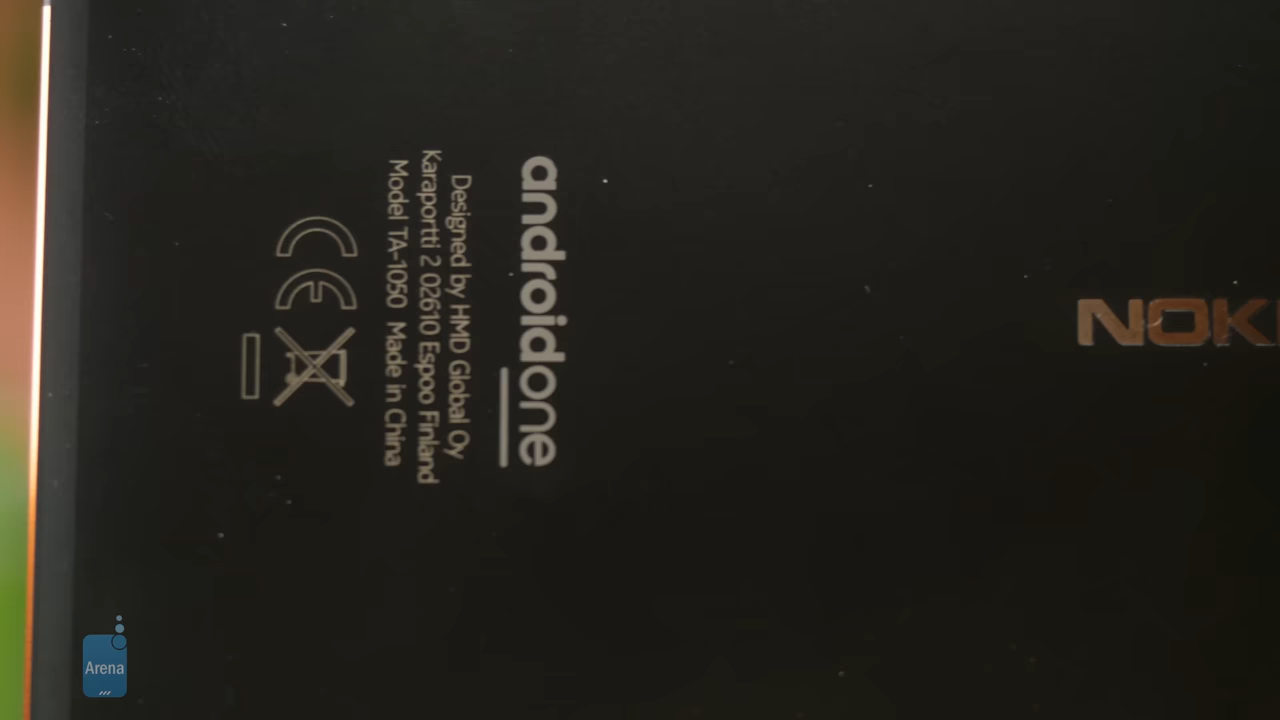 androidone
Designed by HMD Global Oy
Karaportti 2 02610 Espoo Finland
Model TA-1050 Made in China
CE
NOK
Arena